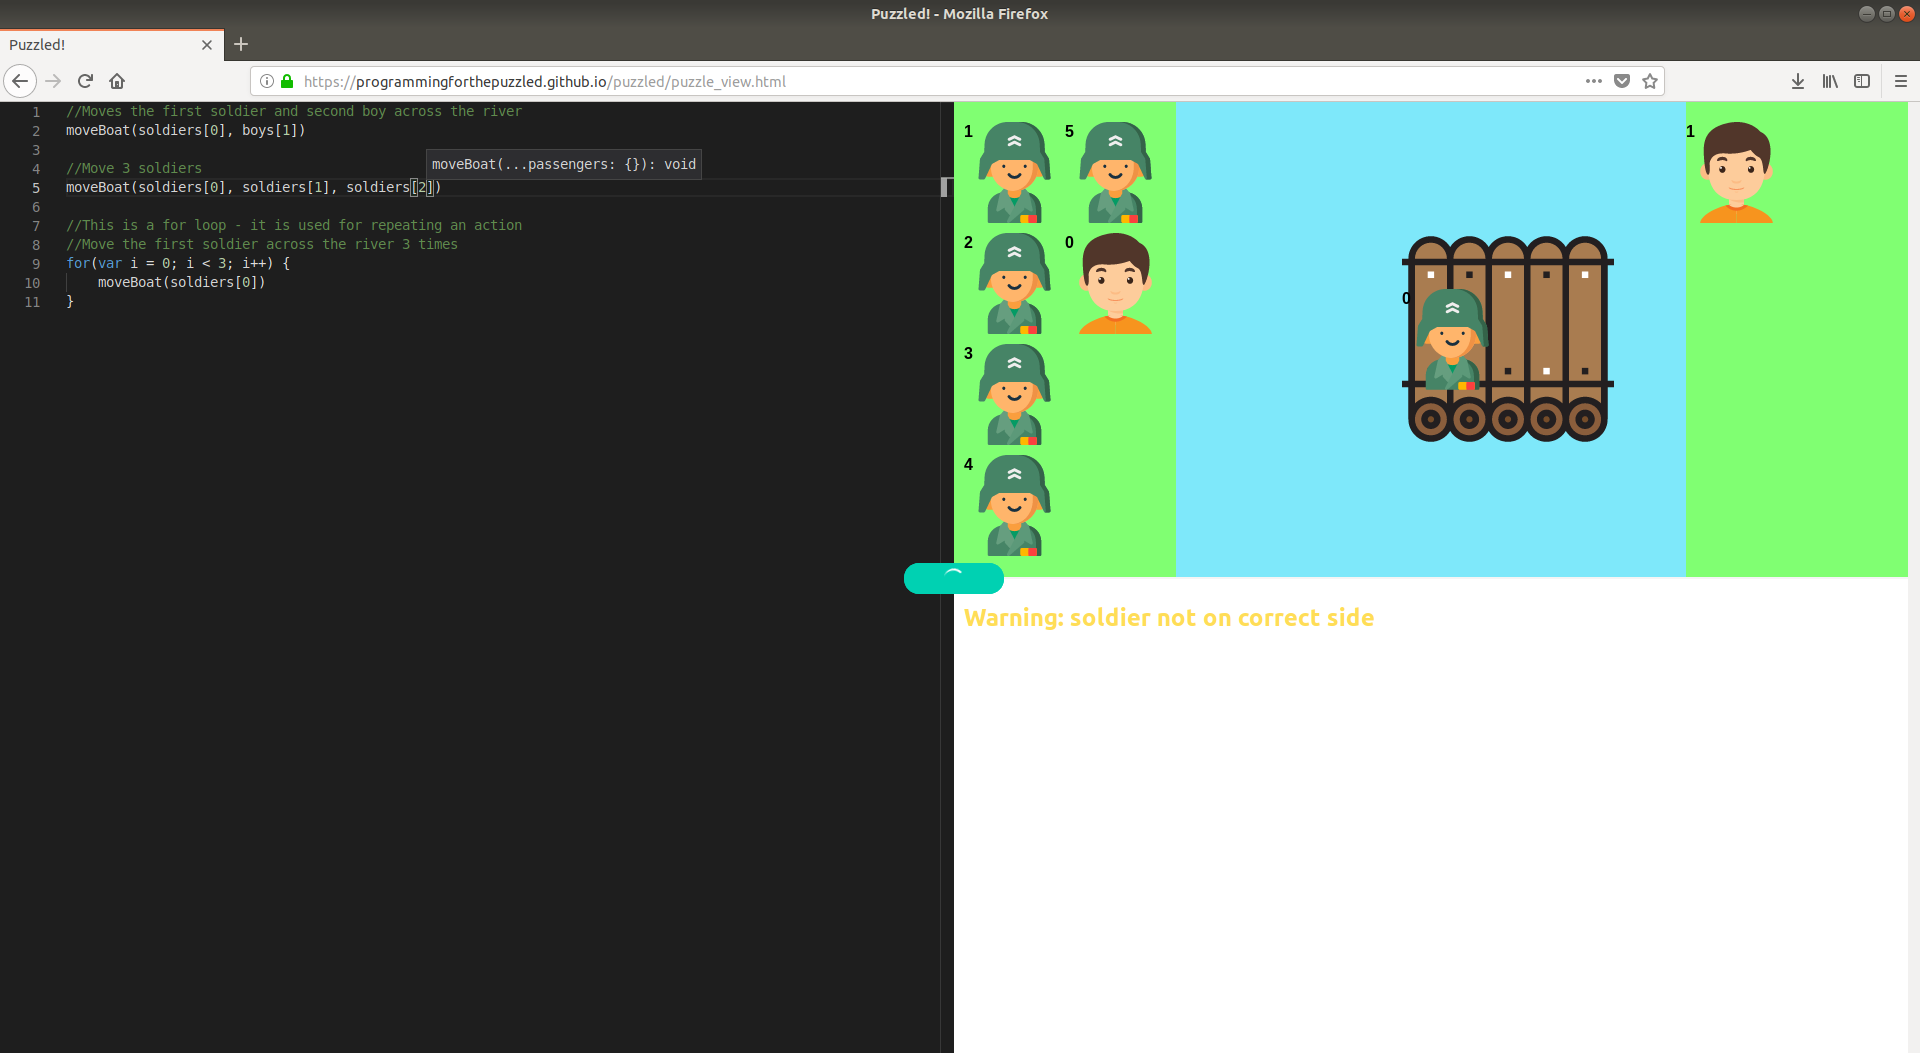 Puzzled! - Mozilla Firefox
Puzzled!
https://programmingforthepuzzled.github.io/puzzled/puzzle_view.html
1 //Moves the first soldier and second boy across the river
2 moveBoat(soldiers[0], boys[1])
3
4 //Move 3 soldiers
moveBoat(...passengers: {}): void
5 moveBoat(soldiers[0], soldiers[1], soldiers[2])
6
7 //This is a for loop - it is used for repeating an action
8 //Move the first soldier across the river 3 times
9 for(var i = 0; i < 3; i++) {
10 moveBoat(soldiers[0])
11 }
1 5
2 0
3
4
0
1
Warning: soldier not on correct side